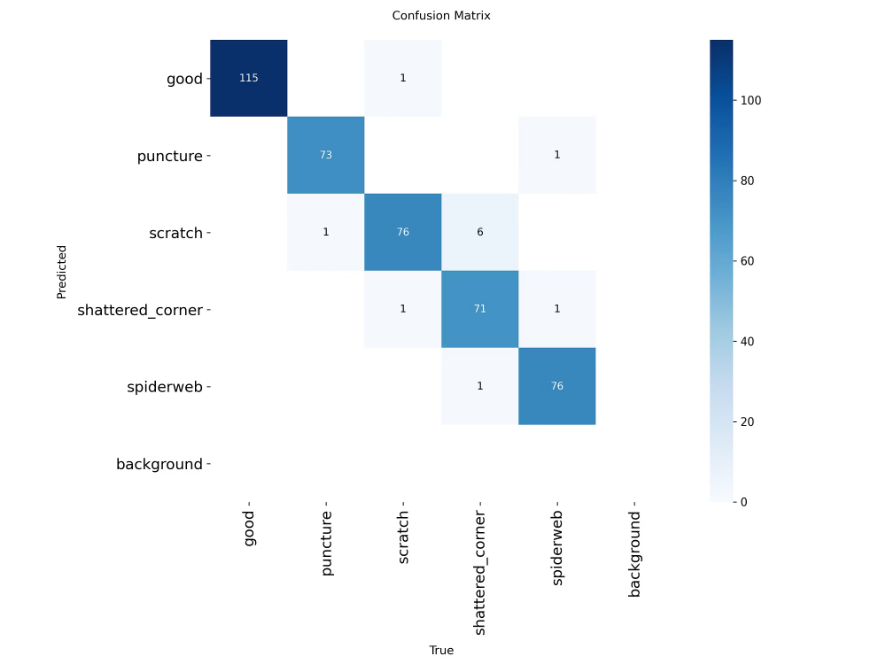 Confusion Matrix
good
115
1
100
puncture
73
1
80
scratch
1
76
6
60
Predicted
shattered_corner
1
71
1
40
spiderweb
1
76
20
background
0
good
puncture
scratch
shattered_corner
spiderweb
background
True